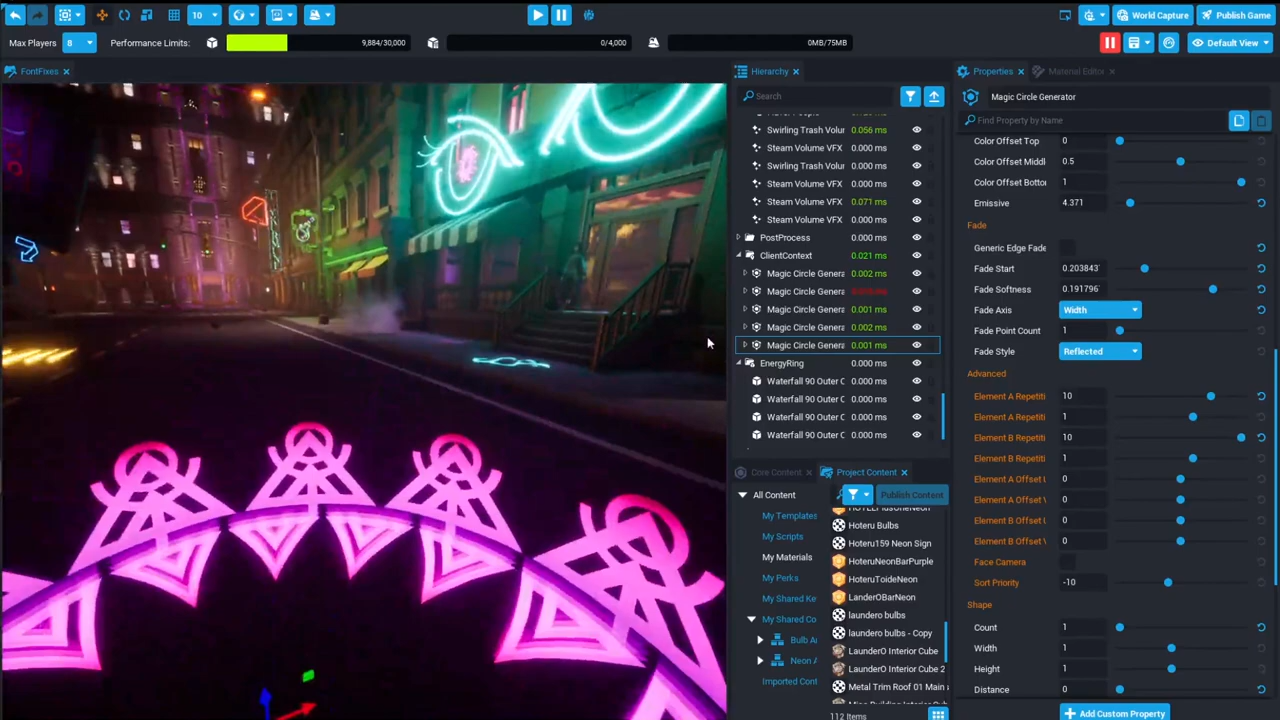 10
World Capture
Publish Game
Max Players
8
Performance Limits:
9,884/30,000
0/4,000
0MB/75MB
Default View
FontFixes
Hierarchy
Properties
Material Editor
Search
Magic Circle Generator
Find Property by Name
Swirling Trash Volur
0.056 ms
Steam Volume VFX
0.000 ms
Swirling Trash Volur
0.000 ms
Steam Volume VFX
0.000 ms
Steam Volume VFX
0.071 ms
Steam Volume VFX
0.000 ms
PostProcess
0.000 ms
ClientContext
0.021 ms
Magic Circle Genera
0.002 ms
Magic Circle Genera
Magic Circle Genera
0.001 ms
Magic Circle Genera
0.002 ms
Magic Circle Genera
0.001 ms
EnergyRing
0.000 ms
Waterfall 90 Outer C
0.000 ms
Waterfall 90 Outer C
0.000 ms
Waterfall 90 Outer C
0.000 ms
Waterfall 90 Outer C
0.000 ms
Core Content
Project Content
All Content
Publish Content
My Templates
My Scripts
My Materials
My Perks
My Shared Ke
My Shared Co
Bulb Ar
Neon A
Imported Cont
HOTELPlusOneNeon
Hoteru Bulbs
Hoteru159 Neon Sign
HoteruNeonBarPurple
HoteruToideNeon
LanderOBarNeon
laundero bulbs
laundero bulbs - Copy
LaunderO Interior Cube
LaunderO Interior Cube 2
Metal Trim Roof 01 Main
112 Items
Color Offset Top
0
Color Offset Middl
0.5
Color Offset Bottor
1
Emissive
4.371
Fade
Generic Edge Fade
Fade Start
0.203843
Fade Softness
0.191796
Fade Axis
Width
Fade Point Count
1
Fade Style
Reflected
Advanced
Element A Repetiti
10
Element A Repetiti
1
Element B Repetiti
10
Element B Repetiti
1
Element A Offset U
0
Element A Offset V
0
Element B Offset U
0
Element B Offset V
0
Face Camera
Sort Priority
-10
Shape
Count
1
Width
1
Height
1
Distance
0
Add Custom Property